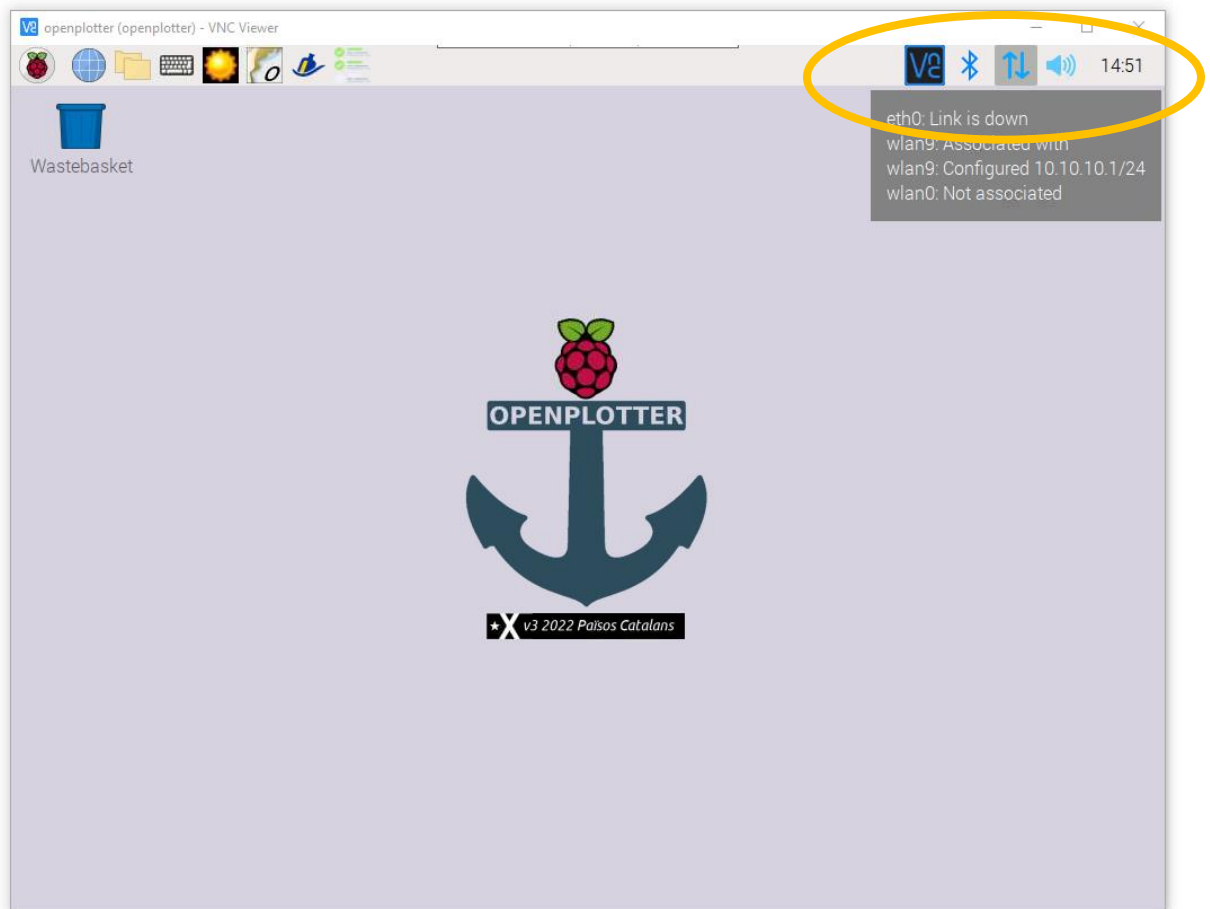 openplotter (openplotter) - VNC Viewer
14:51
eth0: Link is down
wlan9: Associated with
wlan9: Configured 10.10.10.1/24
wlan0: Not associated
Wastebasket
OPENPLOTTER
v3 2022 Països Catalans